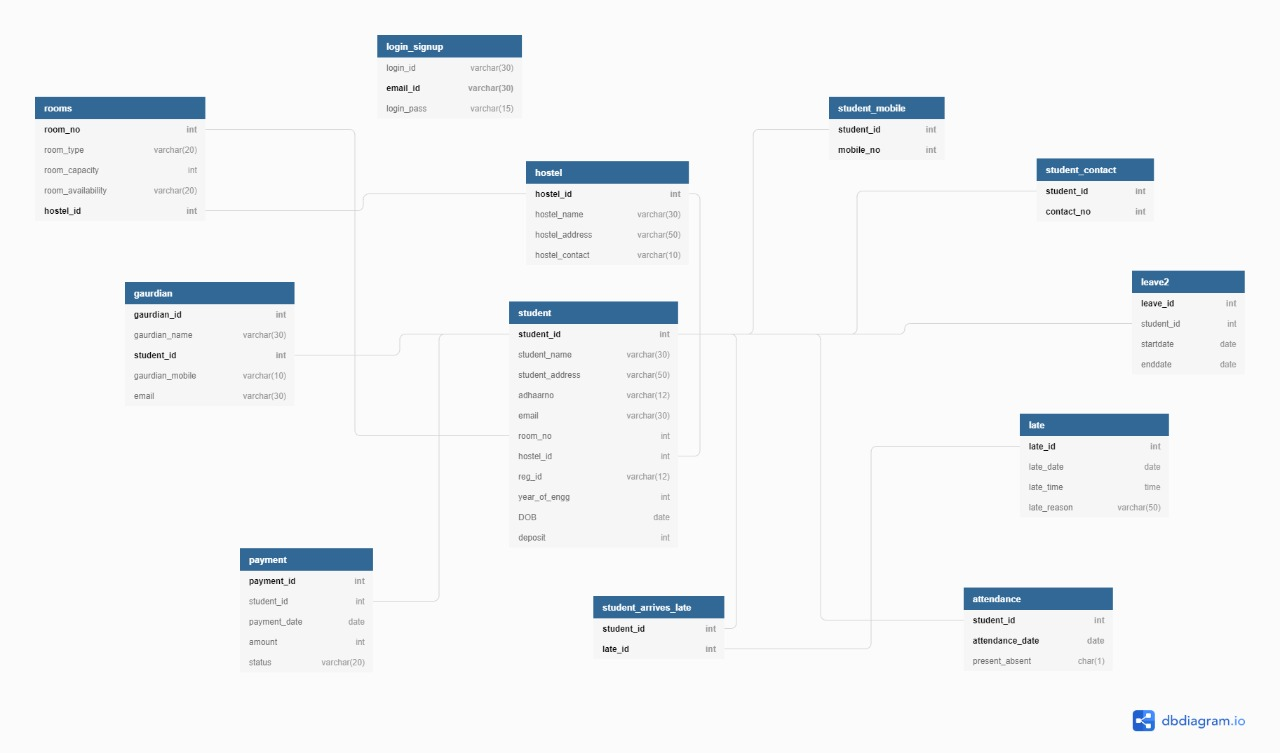 login_signup
login_id varchar(30)
email_id varchar(30)
login_pass varchar(15)
rooms
room_no int
room_type varchar(20)
room_capacity int
room_availability varchar(20)
hostel_id int
student_mobile
student_id int
mobile_no int
student_contact
student_id int
contact_no int
hostel
hostel_id int
hostel_name varchar(30)
hostel_address varchar(50)
hostel_contact varchar(10)
gaurdian
gaurdian_id int
gaurdian_name varchar(30)
student_id int
gaurdian_mobile varchar(10)
email varchar(30)
student
student_id int
student_name varchar(30)
student_address varchar(50)
adhaarno varchar(12)
email varchar(30)
room_no int
hostel_id int
reg_id varchar(12)
year_of_engg int
DOB date
deposit int
leave2
leave_id int
student_id int
startdate date
enddate date
late
late_id int
late_date date
late_time time
late_reason varchar(50)
payment
payment_id int
student_id int
payment_date date
amount int
status varchar(20)
student_arrives_late
student_id int
late_id int
attendance
student_id int
attendance_date date
present_absent char(1)
dbdiagram.io